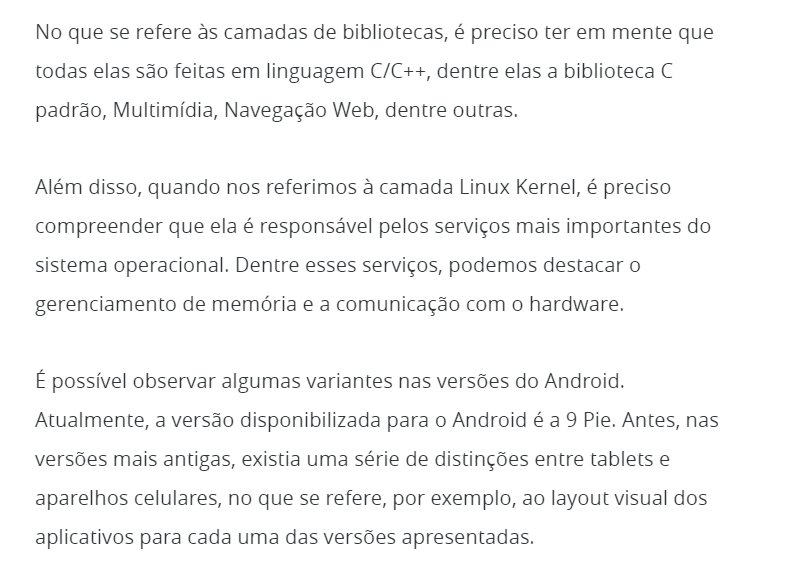 No que se refere às camadas de bibliotecas, é preciso ter em mente que
todas elas são feitas em linguagem C/C++, dentre elas a biblioteca C
padrão, Multimídia, Navegação Web, dentre outras.
Além disso, quando nos referimos à camada Linux Kernel, é preciso
compreender que ela é responsável pelos serviços mais importantes do
sistema operacional. Dentre esses serviços, podemos destacar o
gerenciamento de memória e a comunicação com o hardware.
É possível observar algumas variantes nas versões do Android.
Atualmente, a versão disponibilizada para o Android é a 9 Pie. Antes, nas
versões mais antigas, existia uma série de distinções entre tablets e
aparelhos celulares, no que se refere, por exemplo, ao layout visual dos
aplicativos para cada uma das versões apresentadas.